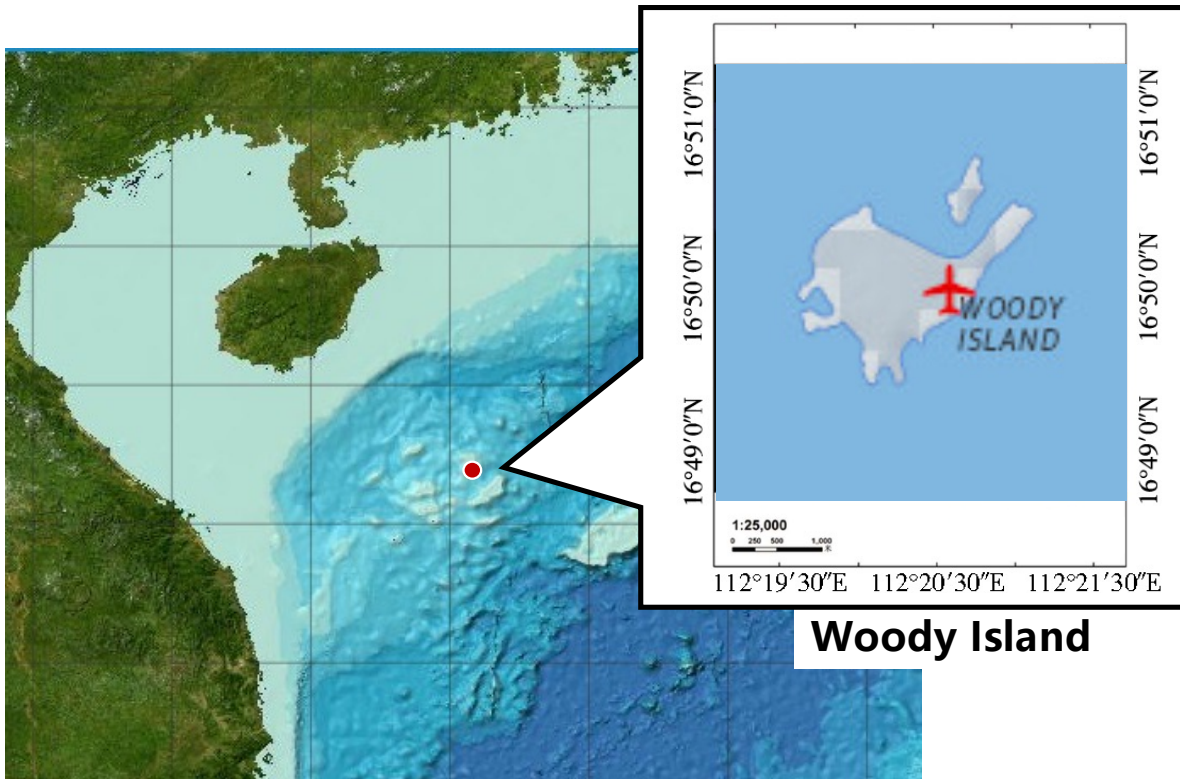 16°51′0″N
16°51′0″N
16°50′0″N
16°50′0″N
WOODY
ISLAND
16°49′0″N
16°49′0″N
1:25,000
0 250 500 1,000
米
112°19′30″E 112°20′30″E 112°21′30″E
Woody Island